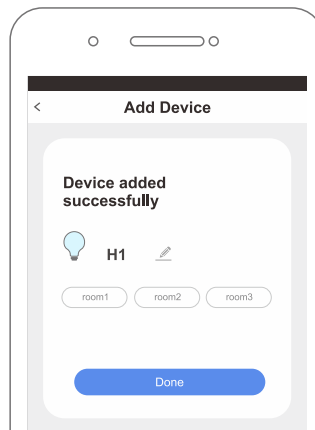 Add Device
Device added
successfully
H1
room1 room2 room3
Done